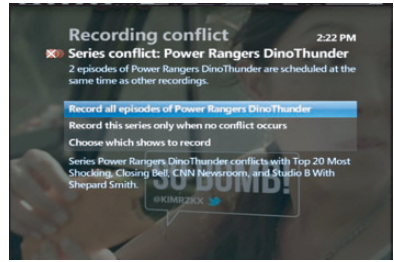 Recording conflict 2:22 PM
Series conflict: Power Rangers DinoThunder
2 episodes of Power Rangers DinoThunder are scheduled at the
same time as other recordings.
Record all episodes of Power Rangers DinoThunder
Record this series only when no conflict occurs
Choose which shows to record
Series Power Rangers DinoThunder conflicts with Top 20 Most
Shocking, Closing Bell, CNN Newsroom, and Studio B With
Shepard Smith.
SO BOMB!
@KIMRZKX